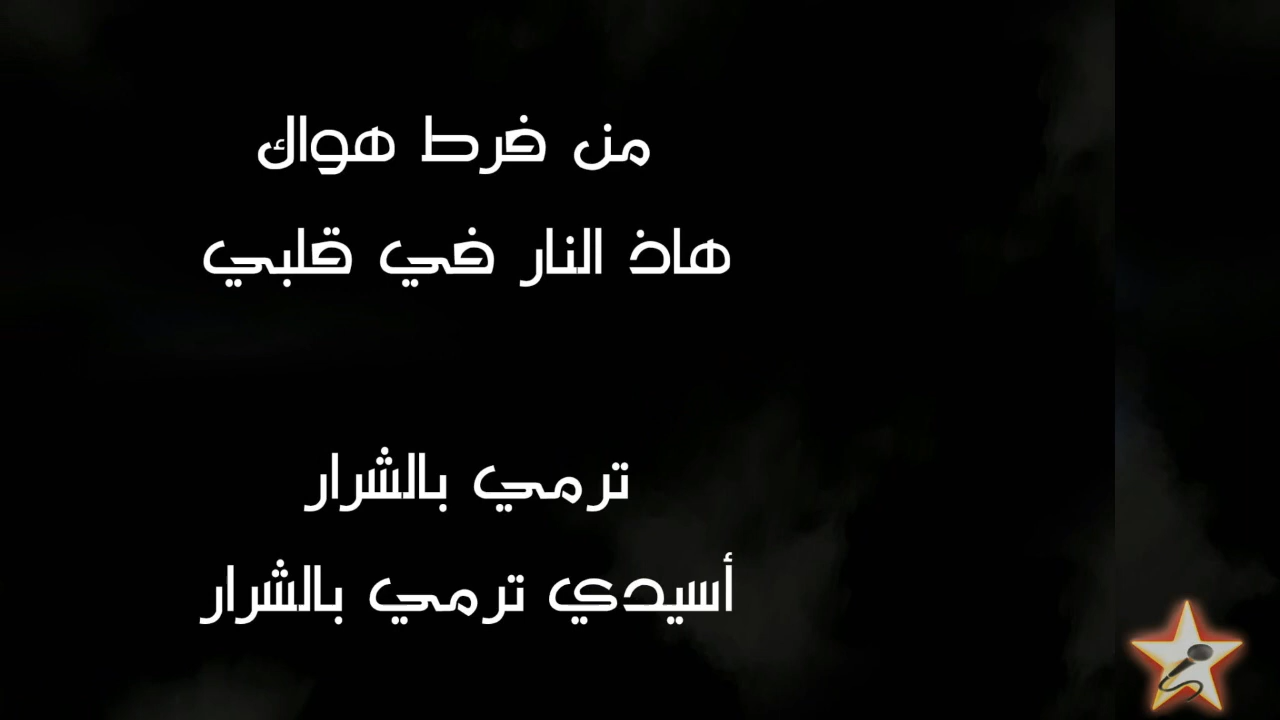 من فرط هواك
هاذ النار في قلبي
ترمي بالشرار
أسيدي ترمي بالشرار